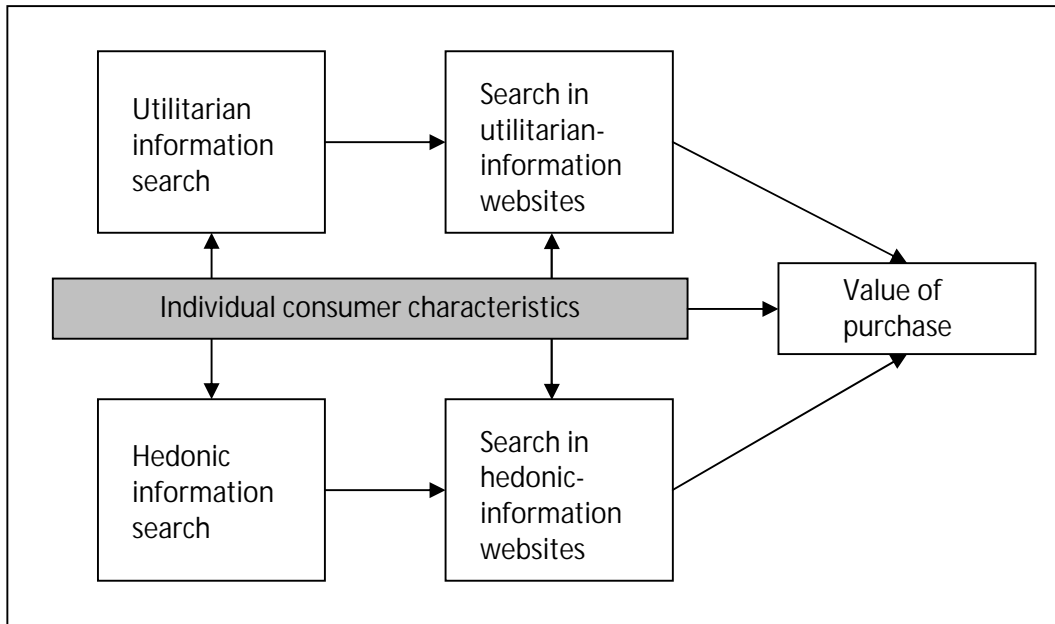 Utilitarian
information
search
Search in
utilitarian-
information
websites
Individual consumer characteristics
Value of
purchase
Hedonic
information
search
Search in
hedonic-
information
websites